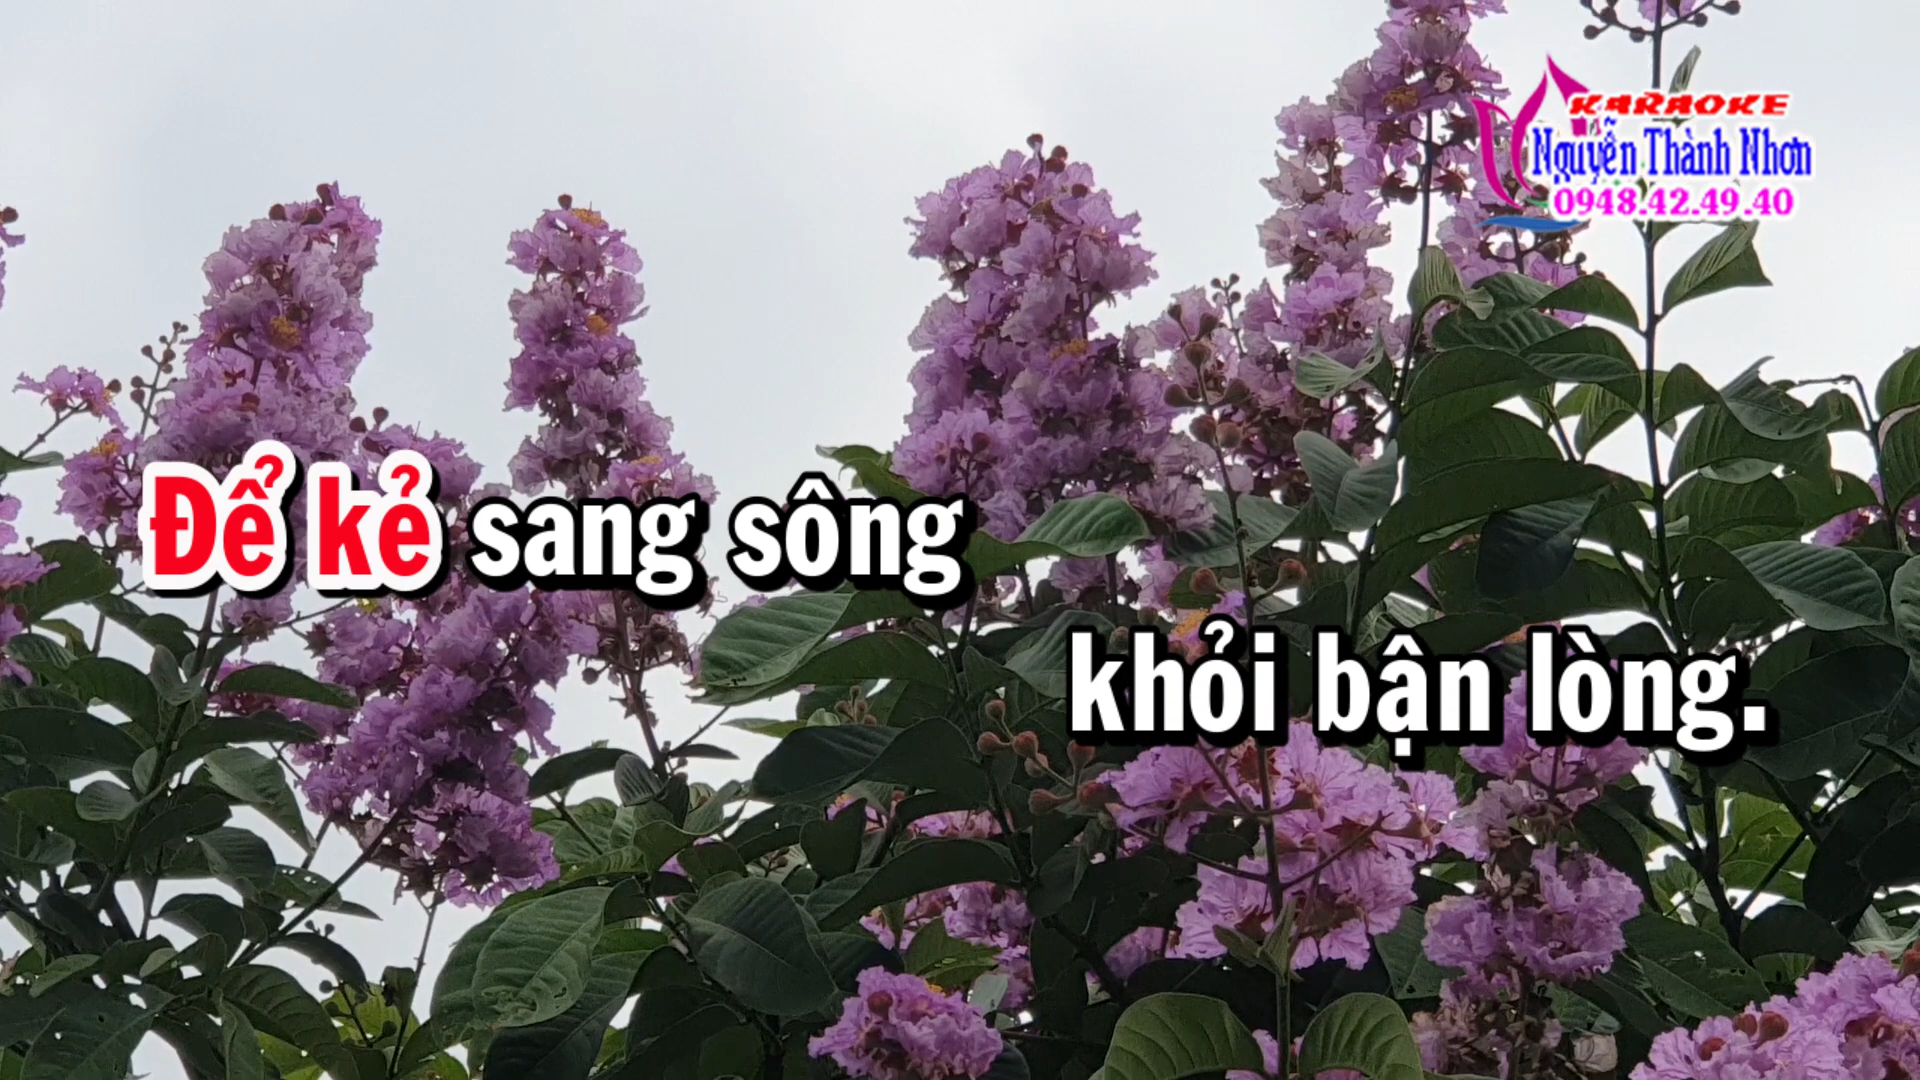 KARAOKE
Nguyễn Thành Nhơn
0948.42.49.40
Để kẻ sang sông
khỏi bận lòng.